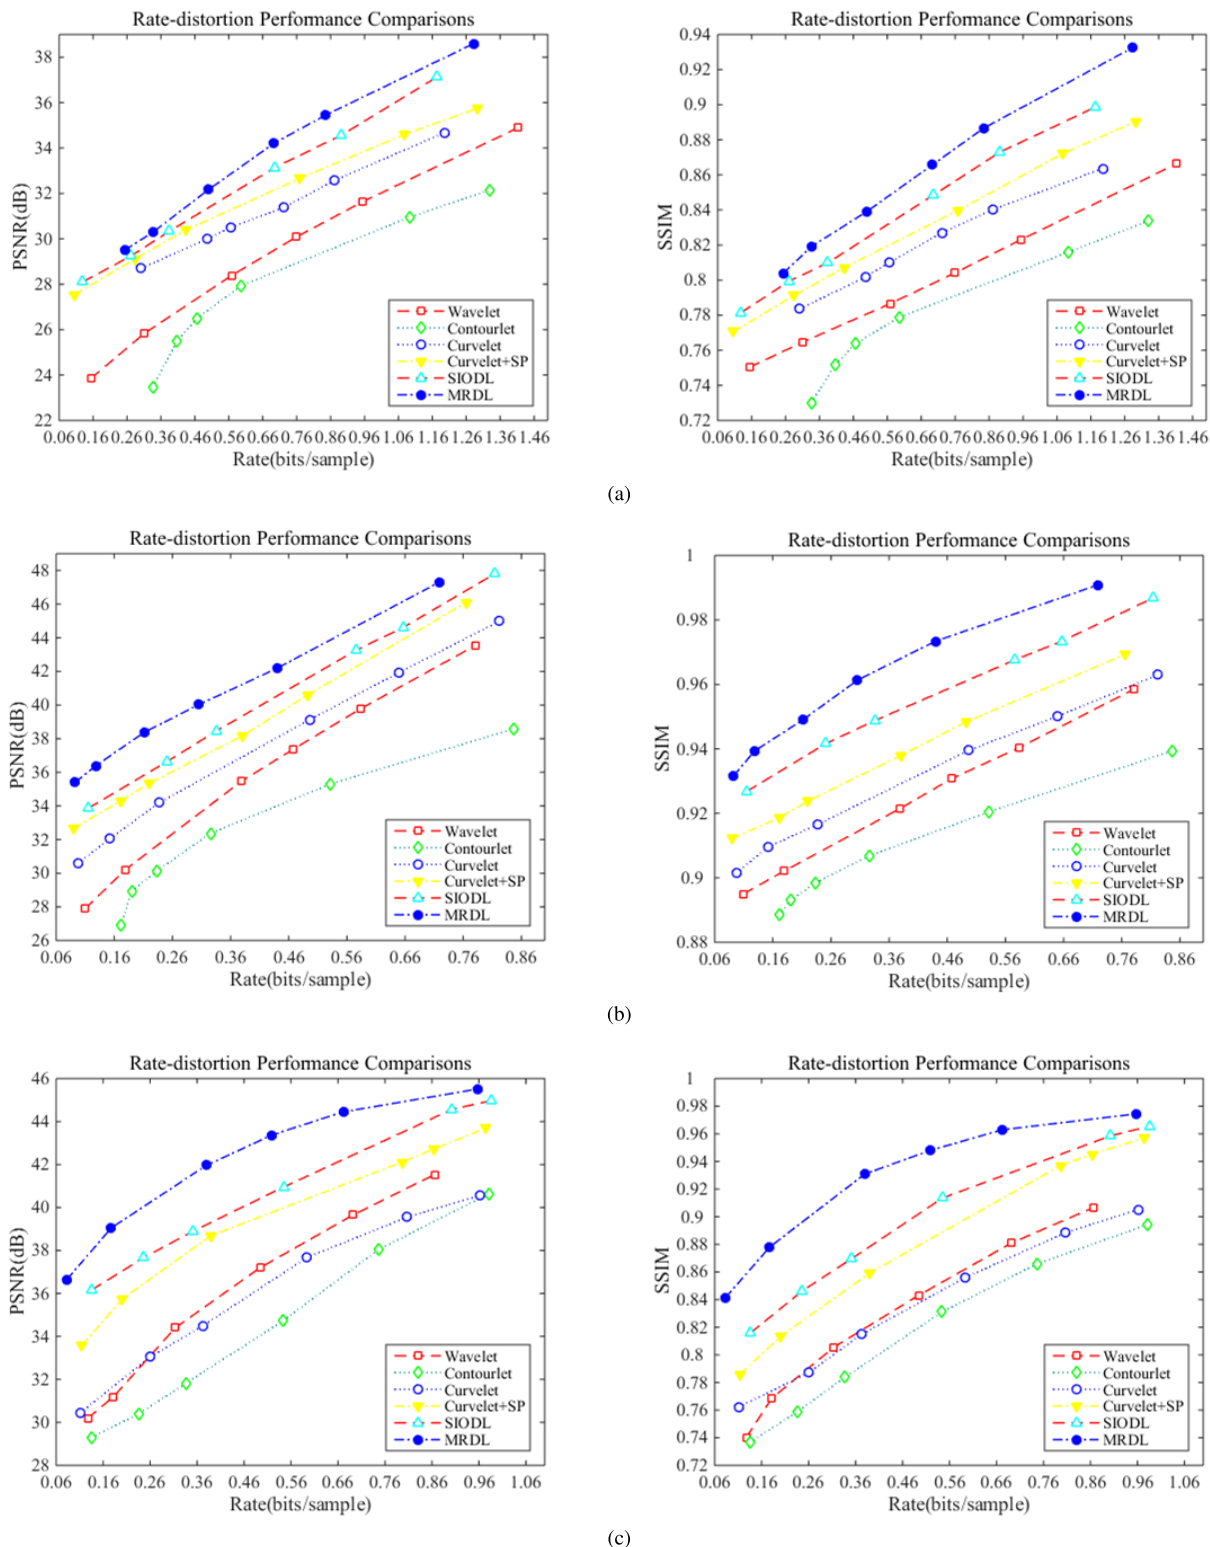 Rate-distortion Performance Comparisons
38
36
34
32
30
28
26
24
22
PSNR(dB)
Wavelet
Contourlet
Curvelet
Curvelet+SP
SIODL
MRDL
0.06 0.16 0.26 0.36 0.46 0.56 0.66 0.76 0.86 0.96 1.06 1.16 1.26 1.36 1.46
Rate(bits/sample)
Rate-distortion Performance Comparisons
0.94
0.92
0.9
0.88
0.86
0.84
0.82
0.8
0.78
0.76
0.74
0.72
SSIM
Wavelet
Contourlet
Curvelet
Curvelet+SP
SIODL
MRDL
0.06 0.16 0.26 0.36 0.46 0.56 0.66 0.76 0.86 0.96 1.06 1.16 1.26 1.36 1.46
Rate(bits/sample)
(a)
Rate-distortion Performance Comparisons
48
46
44
42
40
38
36
34
32
30
28
26
PSNR(dB)
Wavelet
Contourlet
Curvelet
Curvelet+SP
SIODL
MRDL
0.06 0.16 0.26 0.36 0.46 0.56 0.66 0.76 0.86
Rate(bits/sample)
Rate-distortion Performance Comparisons
1
0.98
0.96
0.94
0.92
0.9
0.88
SSIM
Wavelet
Contourlet
Curvelet
Curvelet+SP
SIODL
MRDL
0.06 0.16 0.26 0.36 0.46 0.56 0.66 0.76 0.86
Rate(bits/sample)
(b)
Rate-distortion Performance Comparisons
46
44
42
40
38
36
34
32
30
28
PSNR(dB)
Wavelet
Contourlet
Curvelet
Curvelet+SP
SIODL
MRDL
0.06 0.16 0.26 0.36 0.46 0.56 0.66 0.76 0.86 0.96 1.06
Rate(bits/sample)
Rate-distortion Performance Comparisons
1
0.98
0.96
0.94
0.92
0.9
0.88
0.86
0.84
0.82
0.8
0.78
0.76
0.74
0.72
SSIM
Wavelet
Contourlet
Curvelet
Curvelet+SP
SIODL
MRDL
0.06 0.16 0.26 0.36 0.46 0.56 0.66 0.76 0.86 0.96 1.06
Rate(bits/sample)
(c)